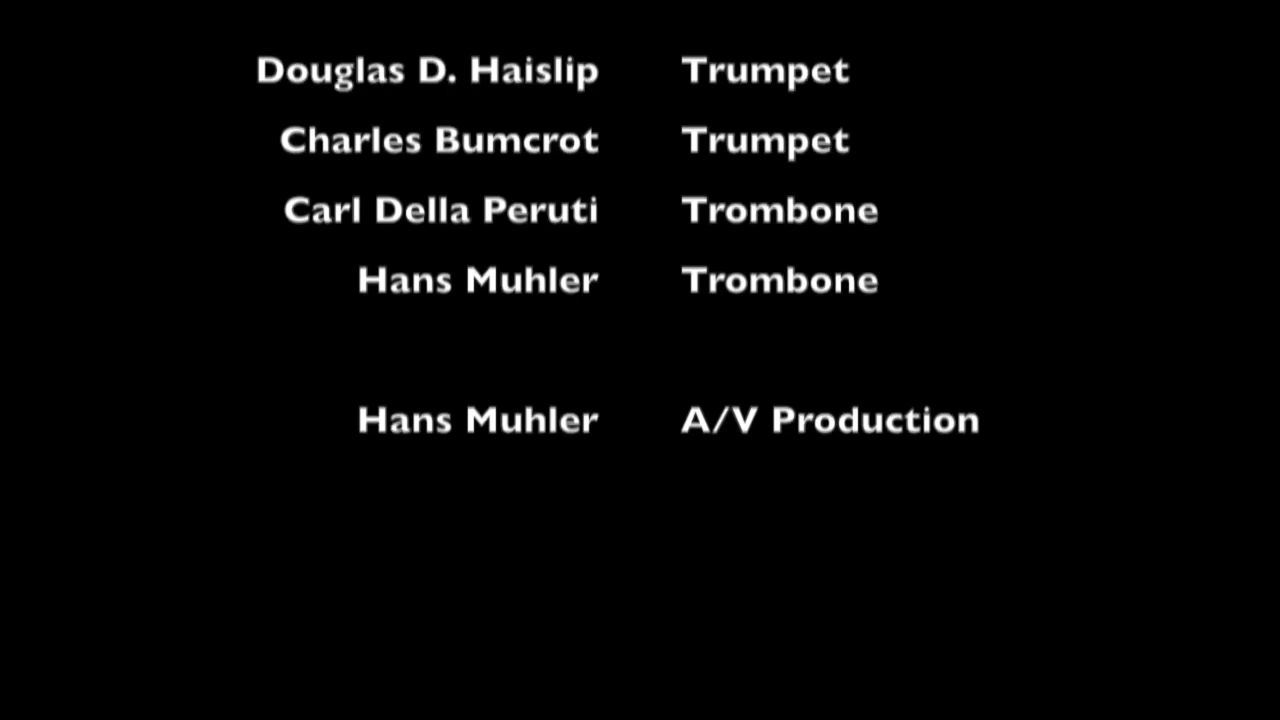 Douglas D. Haislip Trumpet
Charles Bumcrot Trumpet
Carl Della Peruti Trombone
Hans Muhler Trombone
Hans Muhler A/V Production